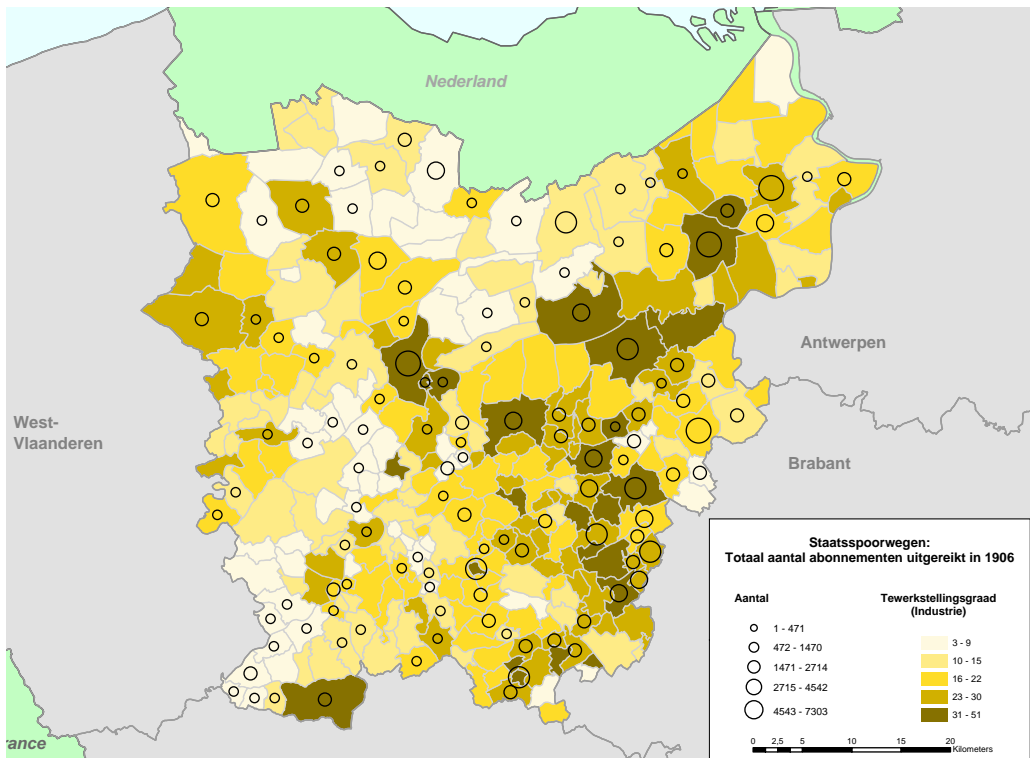 Nederland
Antwerpen
West-
Vlaanderen
Brabant
rance
Staatsspoorwegen:
Totaal aantal abonnementen uitgereikt in 1906
Aantal
1 - 471
472 - 1470
1471 - 2714
2715 - 4542
4543 - 7303
Tewerkstellingsgraad
(Industrie)
3 - 9
10 - 15
16 - 22
23 - 30
31 - 51
0 2,5 5 10 15 20
Kilometers